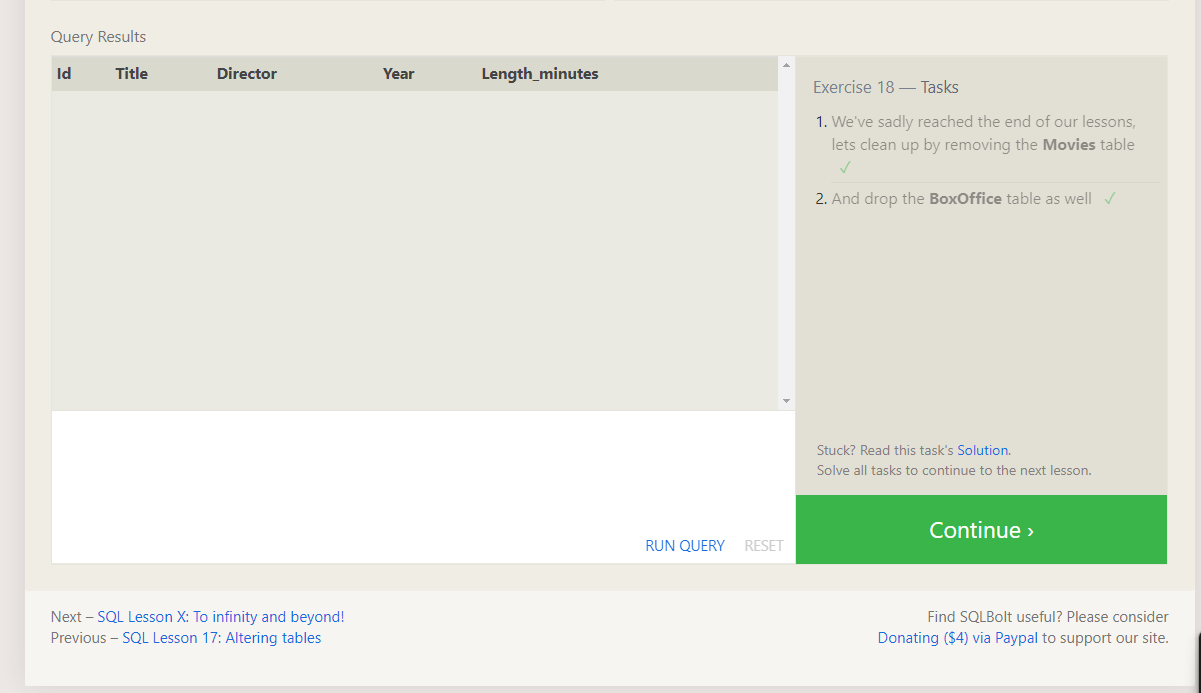 Query Results
Id Title Director Year Length_minutes
Exercise 18 — Tasks
1. We've sadly reached the end of our lessons,
lets clean up by removing the Movies table
✓
2. And drop the BoxOffice table as well ✓
Stuck? Read this task's Solution.
Solve all tasks to continue to the next lesson.
RUN QUERY RESET
Continue ›
Next – SQL Lesson X: To infinity and beyond!
Previous – SQL Lesson 17: Altering tables
Find SQLBolt useful? Please consider
Donating ($4) via Paypal to support our site.